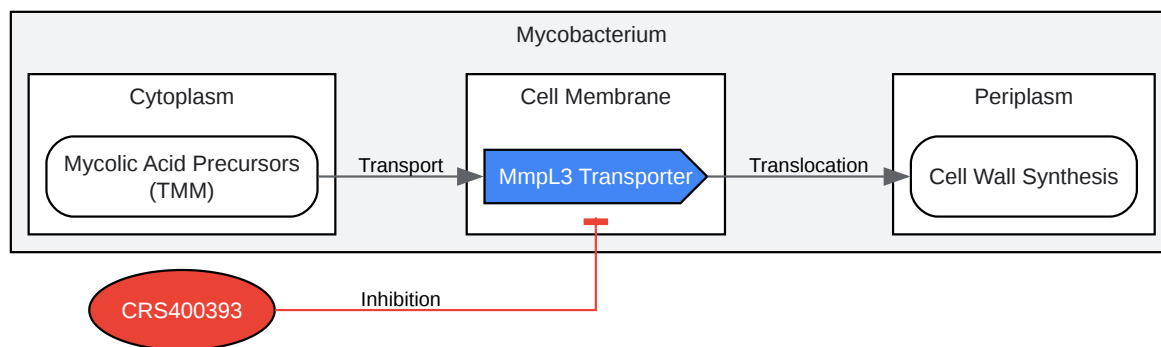 Mycobacterium
Cytoplasm
Cell Membrane
Periplasm
Mycolic Acid Precursors
(TMM)
Transport
MmpL3 Transporter
Translocation
Cell Wall Synthesis
CRS400393
Inhibition